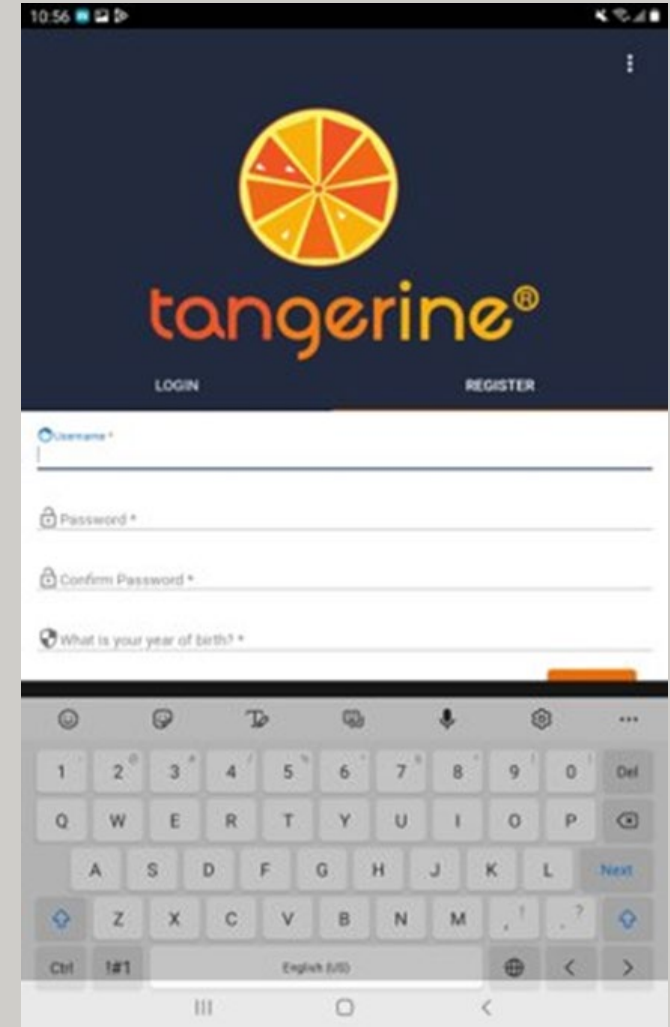 10:56
tangerine®
LOGIN REGISTER
Username *
Password *
Confirm Password *
What is your year of birth? *
1 2 3 4 5 6 7 8 9 0 Del
Q W E R T Y U I O P
A S D F G H J K L Next
Z X C V B N M , ! . ?
Ctrl !#1 English (US) < >